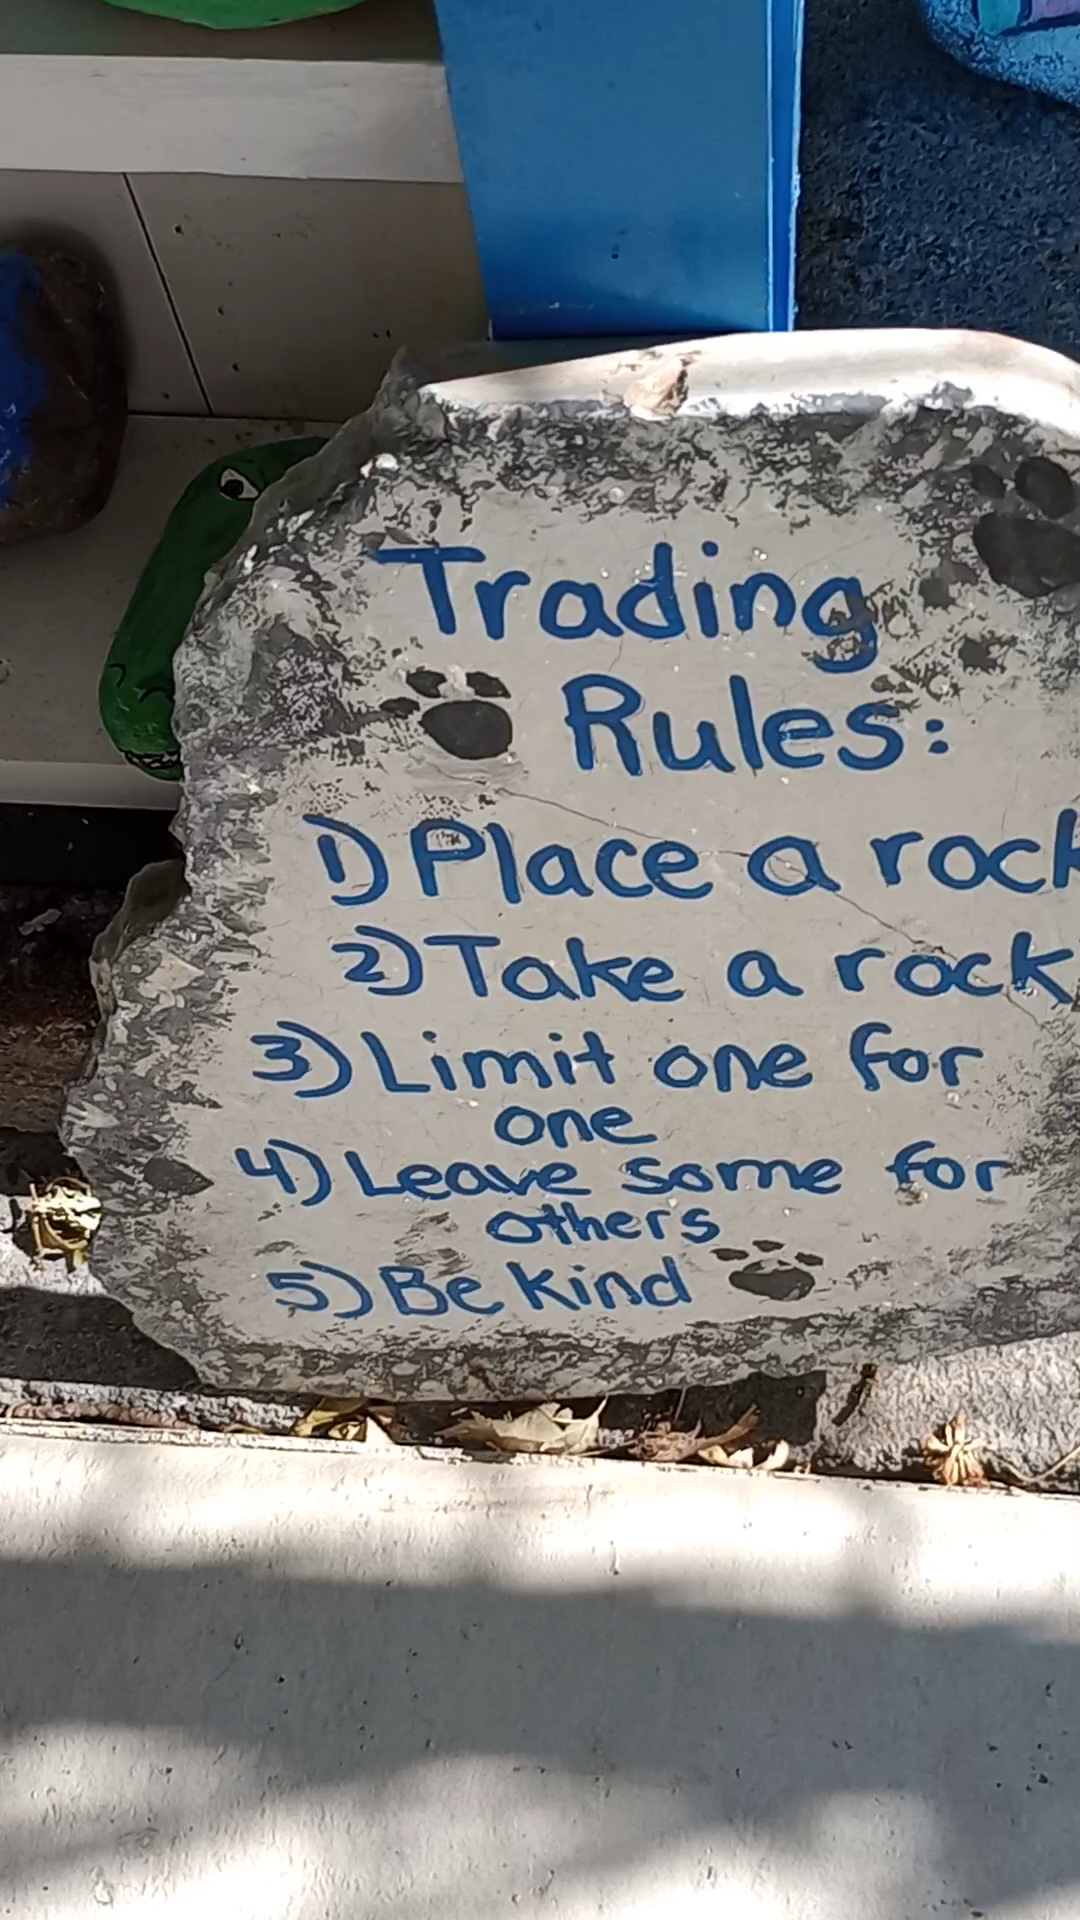 Trading
Rules:
1) Place a rock
2) Take a rock
3) Limit one for
one
4) Leave some for
others
5) Be kind